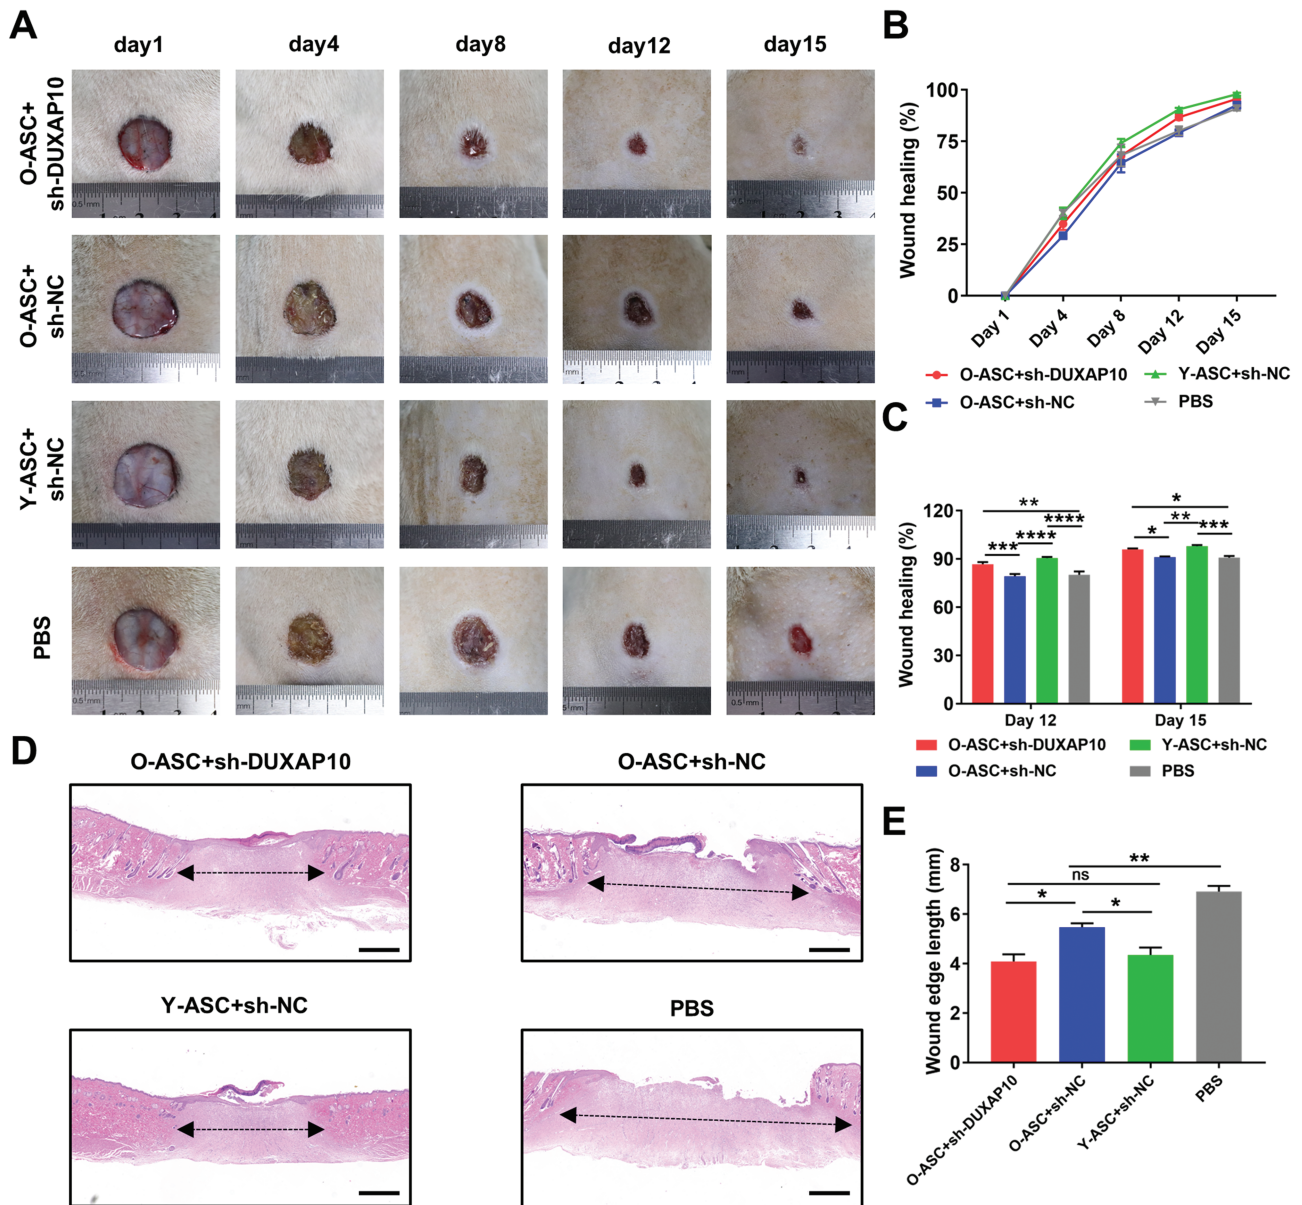 A
day1 day4 day8 day12 day15
O-ASC+
sh-DUXAP10
O-ASC+
sh-NC
Y-ASC+
sh-NC
PBS
B
Wound healing (%)
100
75
50
25
0
Day 1 Day 4 Day 8 Day 12 Day 15
O-ASC+sh-DUXAP10 Y-ASC+sh-NC
O-ASC+sh-NC PBS
C
Wound healing (%)
120
90
60
30
0
** *
*** **** **** * ** ***
Day 12 Day 15
O-ASC+sh-DUXAP10 Y-ASC+sh-NC
O-ASC+sh-NC PBS
D
O-ASC+sh-DUXAP10 O-ASC+sh-NC
Y-ASC+sh-NC PBS
E
Wound edge length (mm)
8
6
4
2
0
**
ns
* *
O-ASC+sh-DUXAP10 O-ASC+sh-NC Y-ASC+sh-NC PBS